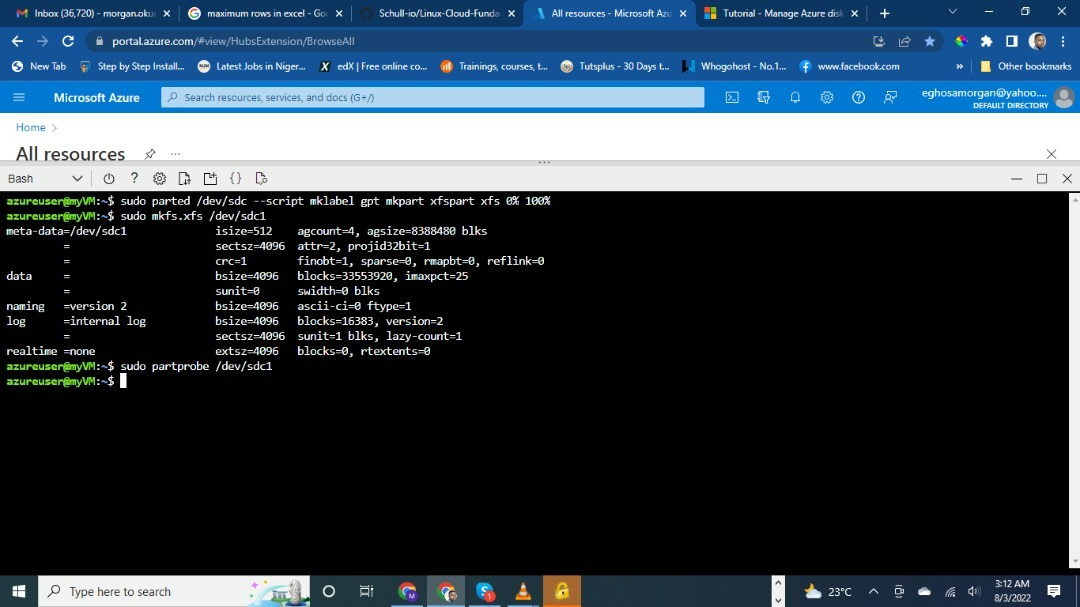 Inbox (36,720) - morgan.oku
maximum rows in excel - Go
Schull-io/Linux-Cloud-Funda
All resources - Microsoft Azu
Tutorial - Manage Azure disk
portal.azure.com/#view/HubsExtension/BrowseAll
New Tab
Step by Step Install...
Latest Jobs in Niger...
edX | Free online co...
Trainings, courses, t...
Tutsplus - 30 Days t...
Whogohost - No.1...
www.facebook.com
»
Other bookmarks
Microsoft Azure
Search resources, services, and docs (G+/)
eghosamorgan@yahoo....
DEFAULT DIRECTORY
Home >
All resources
...
Bash
azureuser@myVM:~$ sudo parted /dev/sdc --script mklabel gpt mkpart xfspart xfs 0% 100%
azureuser@myVM:~$ sudo mkfs.xfs /dev/sdc1
meta-data=/dev/sdc1 isize=512 agcount=4, agsize=8388480 blks
= sectsz=4096 attr=2, projid32bit=1
= crc=1 finobt=1, sparse=0, rmapbt=0, reflink=0
data = bsize=4096 blocks=33553920, imaxpct=25
= sunit=0 swidth=0 blks
naming =version 2 bsize=4096 ascii-ci=0 ftype=1
log =internal log bsize=4096 blocks=16383, version=2
= sectsz=4096 sunit=1 blks, lazy-count=1
realtime =none extsz=4096 blocks=0, rtextents=0
azureuser@myVM:~$ sudo partprobe /dev/sdc1
azureuser@myVM:~$
Type here to search
23°C
3:12 AM
8/3/2022